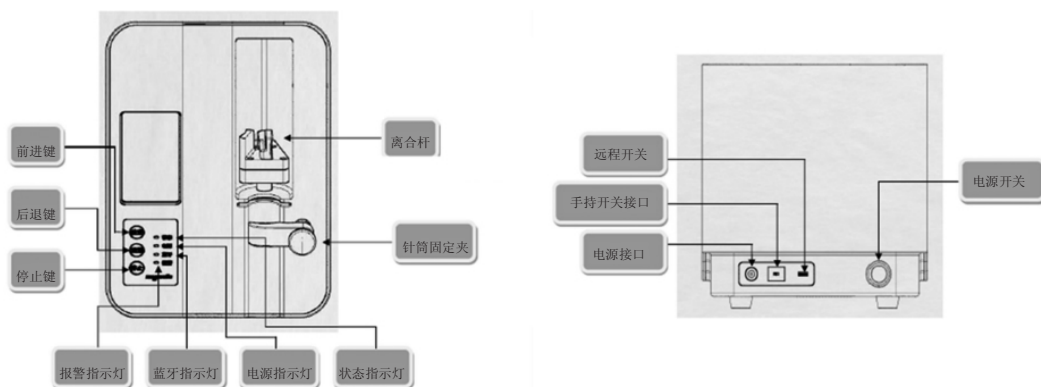 前进键
离合杆
后退键
针筒固定夹
停止键
报警指示灯
蓝牙指示灯
电源指示灯
状态指示灯
远程开关
电源开关
手持开关接口
电源接口